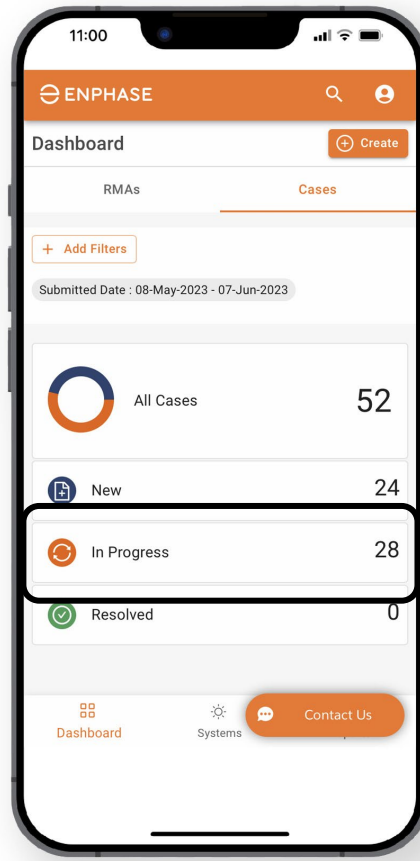 11:00
ENPHASE
Dashboard
Create
RMAs
Cases
+ Add Filters
Submitted Date : 08-May-2023 - 07-Jun-2023
All Cases
52
New
24
In Progress
28
Resolved
0
Dashboard
Systems
Contact Us